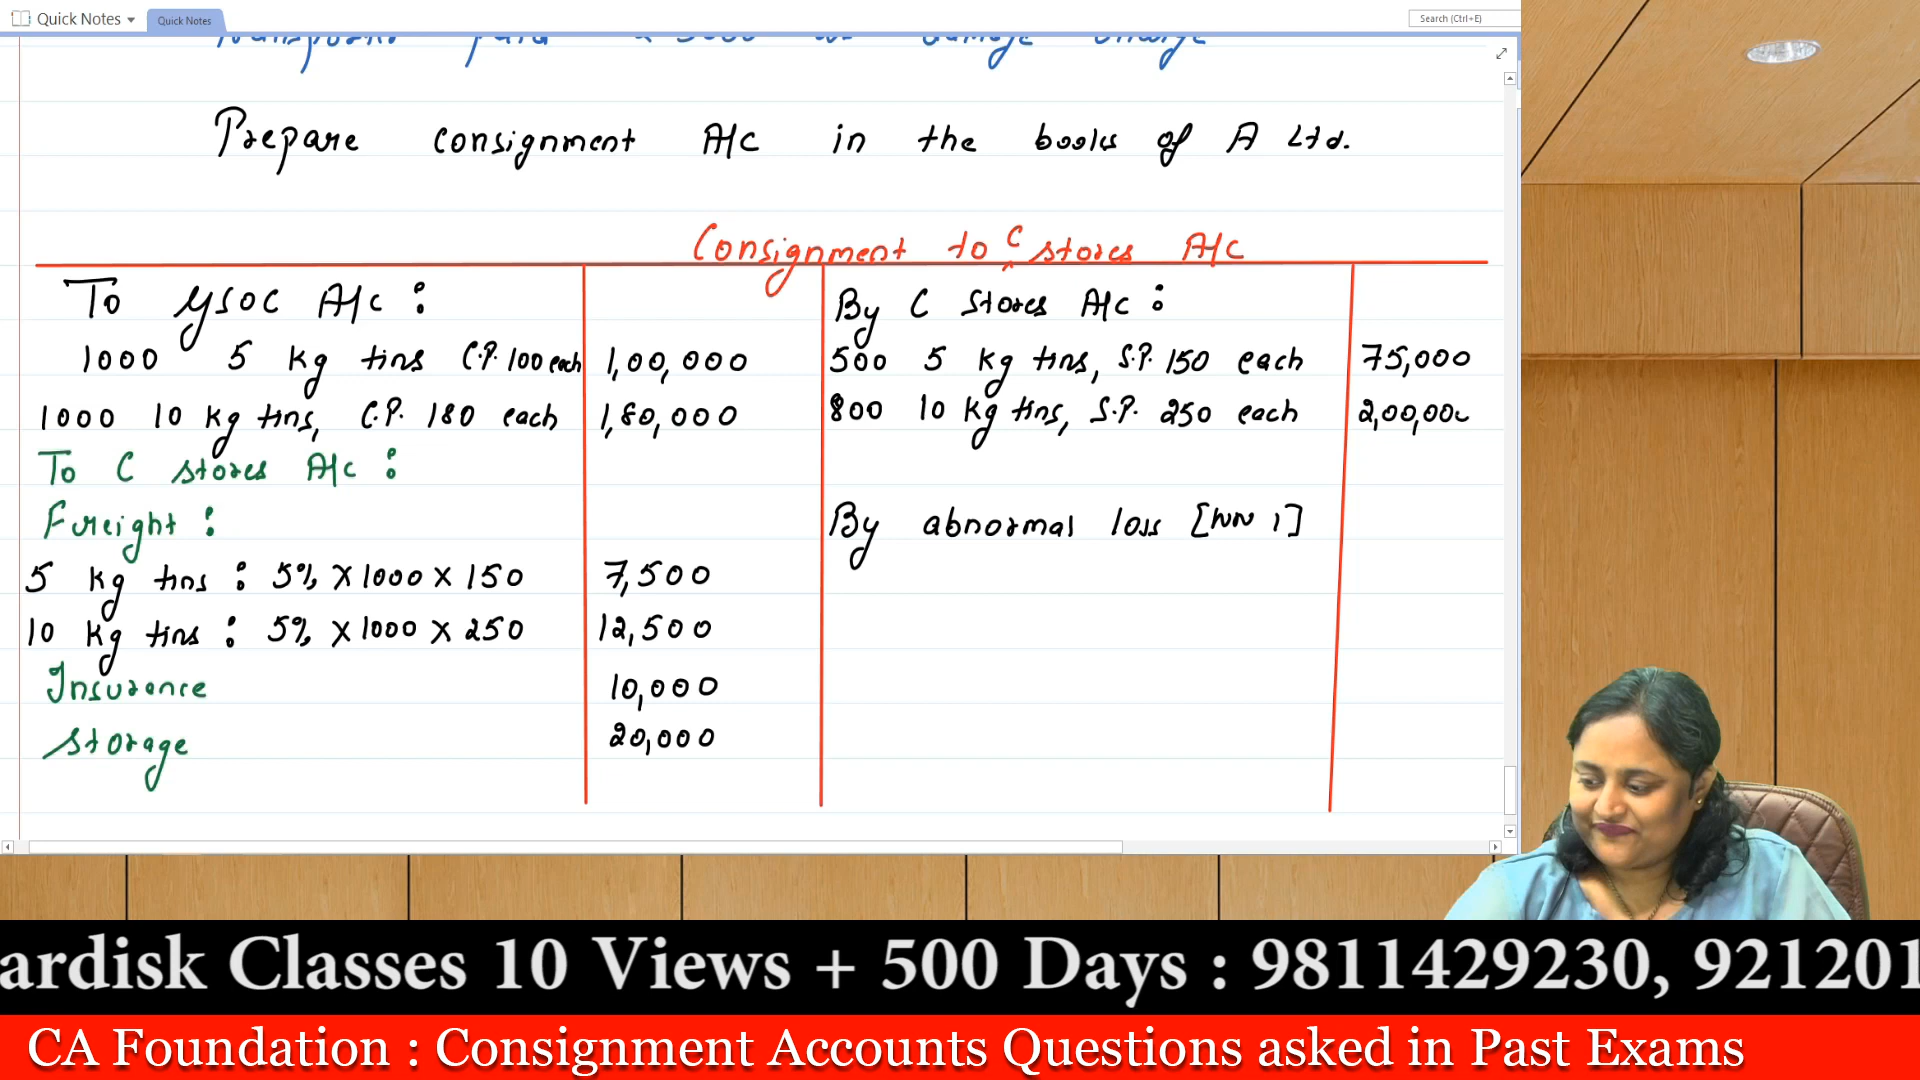 Quick Notes
Quick Notes
Search (Ctrl+E)
paid
Prepare consignment A/c in the books of A Ltd.
Consignment to C stores A/c
To GSOC A/c :
1000 5 kg tins C.P. 100 each 1,00,000
1000 10 kg tins, C.P. 180 each 1,80,000
To C stores A/c :
Freight :
5 kg tins : 5% X 1000 X 150 7,500
10 kg tins : 5% X 1000 X 250 12,500
Insurance 10,000
Storage 20,000
By C stores A/c :
500 5 kg tins, S.P. 150 each 75,000
800 10 kg tins, S.P. 250 each 2,00,000
By abnormal loss [WN 1]
ardisk Classes 10 Views + 500 Days : 9811429230, 921201
CA Foundation : Consignment Accounts Questions asked in Past Exams